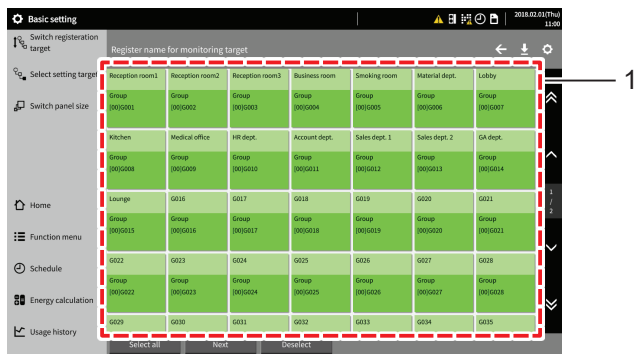 Basic setting
2018.02.01(Thu)
11:00
Switch registeration
target
Register name for monitoring target
Select setting target
Switch panel size
Home
Function menu
Schedule
Energy calculation
Usage history
Reception room1 Reception room2 Reception room3 Business room Smoking room Material dept. Lobby
Group Group Group Group Group Group Group
[00]G001 [00]G002 [00]G003 [00]G004 [00]G005 [00]G006 [00]G007
Kitchen Medical office HR dept. Account dept. Sales dept. 1 Sales dept. 2 GA dept.
Group Group Group Group Group Group Group
[00]G008 [00]G009 [00]G010 [00]G011 [00]G012 [00]G013 [00]G014
Lounge G016 G017 G018 G019 G020 G021
Group Group Group Group Group Group Group
[00]G015 [00]G016 [00]G017 [00]G018 [00]G019 [00]G020 [00]G021
G022 G023 G024 G025 G026 G027 G028
Group Group Group Group Group Group Group
[00]G022 [00]G023 [00]G024 [00]G025 [00]G026 [00]G027 [00]G028
G029 G030 G031 G032 G033 G034 G035
1
/
2
Select all Next Deselect
1